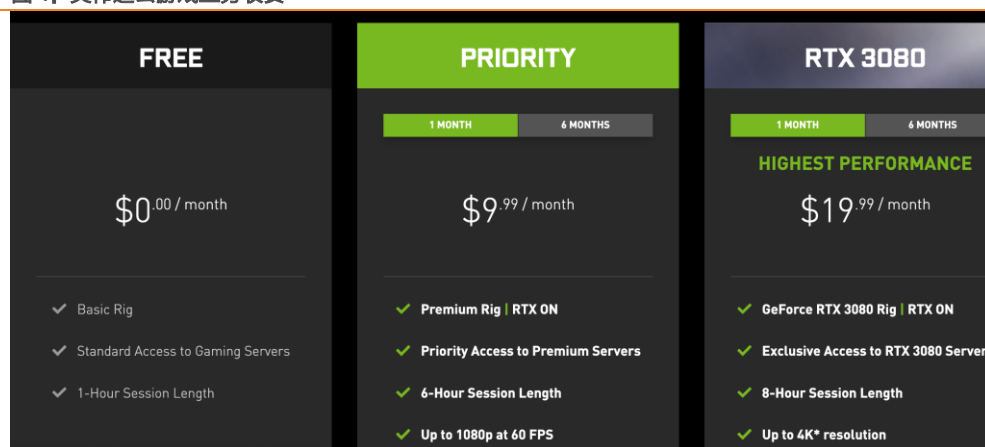 FREE
$0.00 / month
Basic Rig
Standard Access to Gaming Servers
1-Hour Session Length
PRIORITY
1 MONTH 6 MONTHS
$9.99 / month
Premium Rig | RTX ON
Priority Access to Premium Servers
6-Hour Session Length
Up to 1080p at 60 FPS
RTX 3080
1 MONTH 6 MONTHS
HIGHEST PERFORMANCE
$19.99 / month
GeForce RTX 3080 Rig | RTX ON
Exclusive Access to RTX 3080 Server
8-Hour Session Length
Up to 4K* resolution